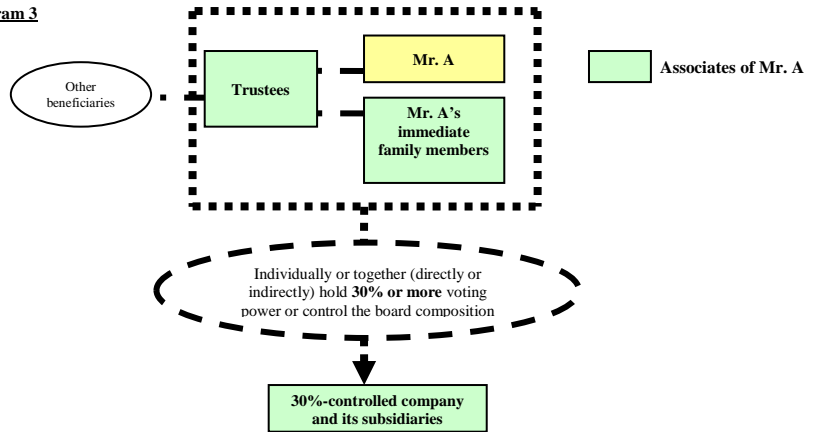 ram 3
Other
beneficiaries
Trustees
Mr. A
Mr. A's
immediate
family members
Associates of Mr. A
Individually or together (directly or
indirectly) hold 30% or more voting
power or control the board composition
30%-controlled company
and its subsidiaries